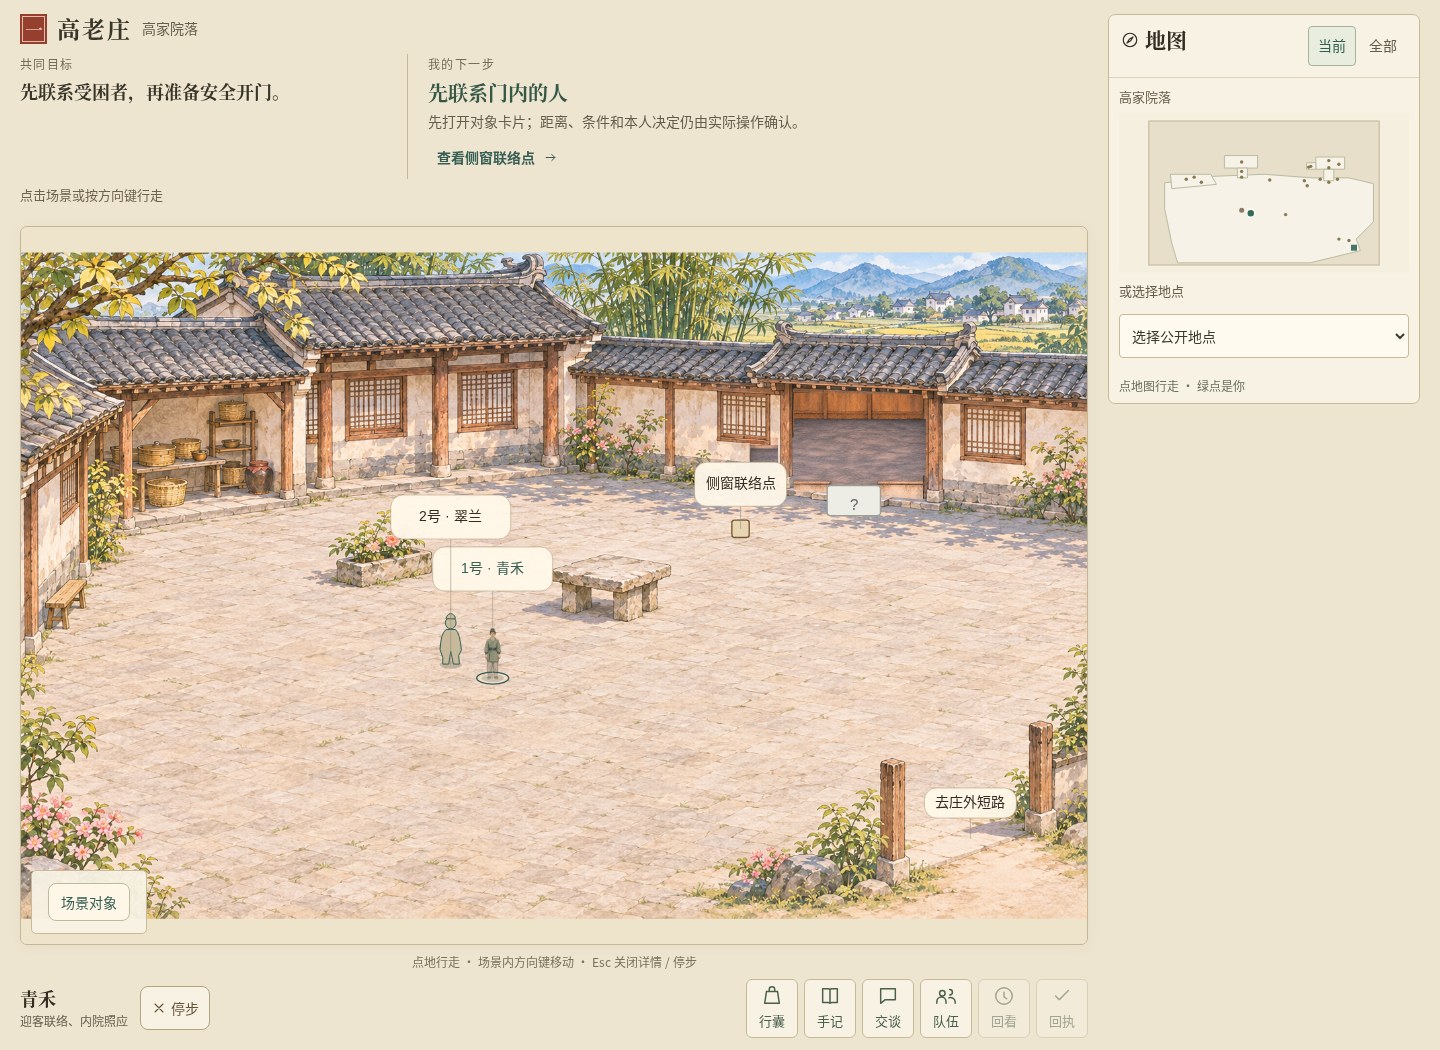 一 高老庄 高家院落
共同目标
先联系受困者，再准备安全开门。
我的下一步
先联系门内的人
先打开对象卡片；距离、条件和本人决定仍由实际操作确认。
查看侧窗联络点 →
点击场景或按方向键行走
侧窗联络点
?
2号 · 翠兰
1号 · 青禾
去庄外短路
场景对象
点地行走 • 场景内方向键移动 • Esc 关闭详情 / 停步
青禾
迎客联络、内院照应
停步
行囊
手记
交谈
队伍
回看
回执
地图
当前
全部
高家院落
或选择地点
选择公开地点
点地图行走 • 绿点是你